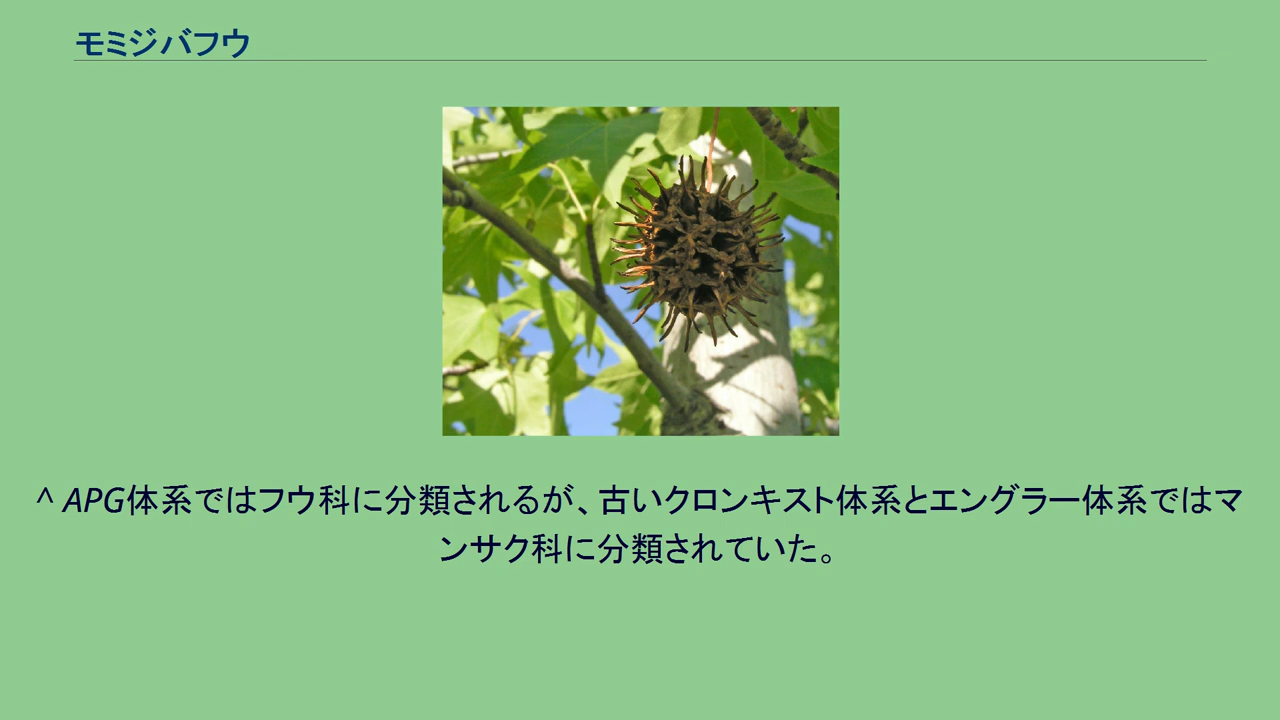 モミジバフウ
^ APG体系ではフウ科に分類されるが、古いクロンキスト体系とエングラー体系ではマ
ンサク科に分類されていた。